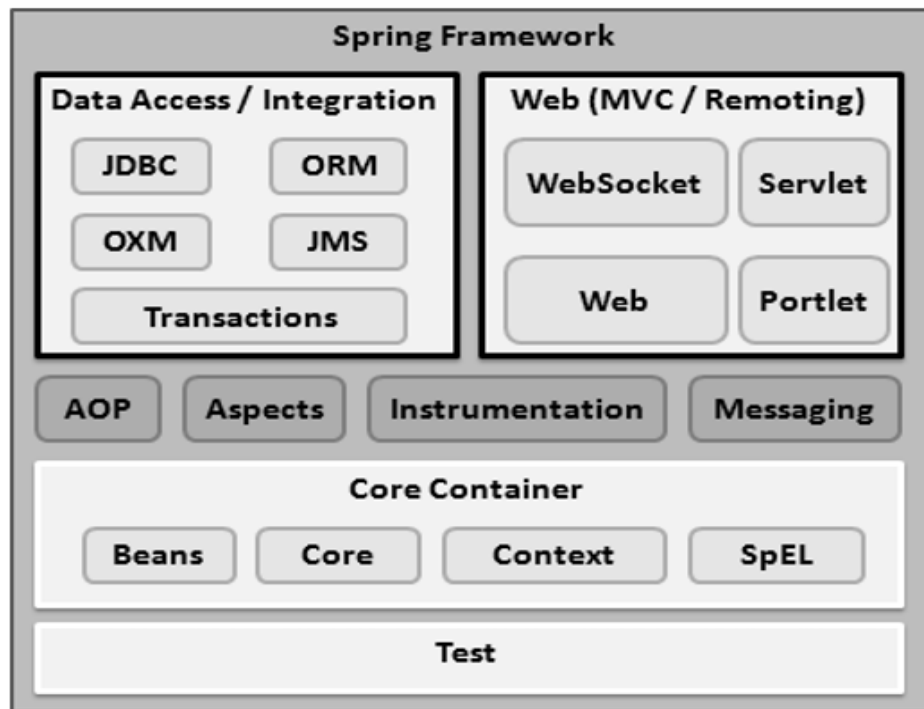 Spring Framework
Data Access / Integration
JDBC
ORM
OXM
JMS
Transactions
Web (MVC / Remoting)
WebSocket
Servlet
Web
Portlet
AOP
Aspects
Instrumentation
Messaging
Core Container
Beans
Core
Context
SpEL
Test